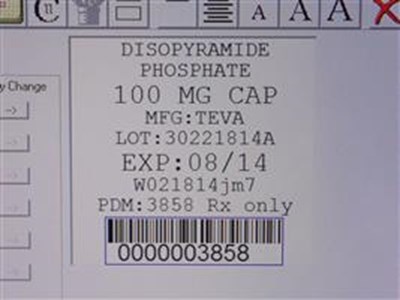 y Change
DISOPYRAMIDE
PHOSPHATE
100 MG CAP
MFG:TEVA
LOT:30221814A
EXP:08/14
W021814jm7
PDM:3858 Rx only
0000003858
A A A